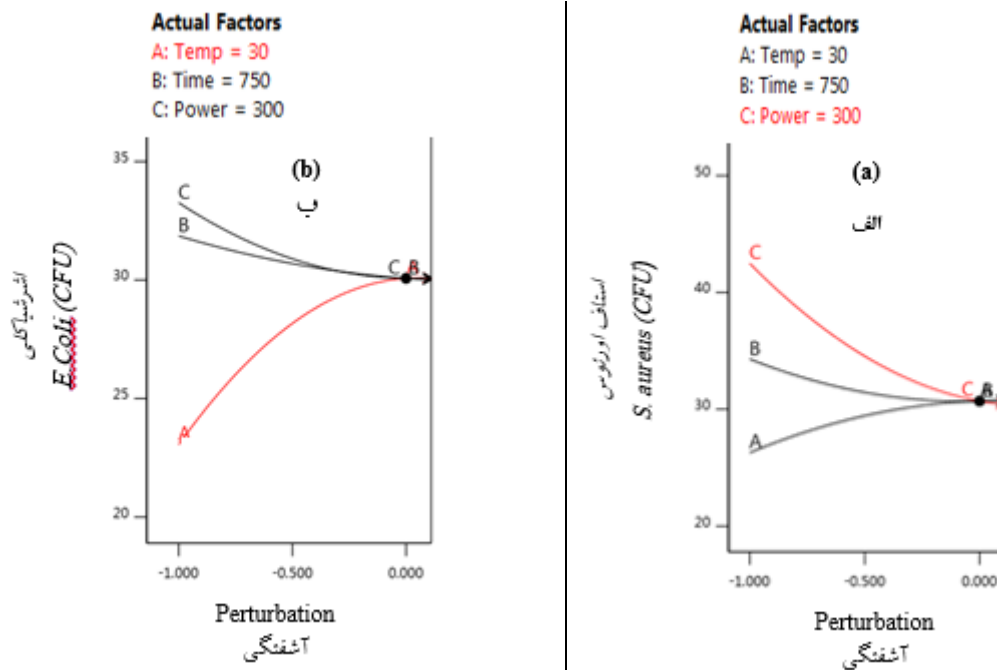 Actual Factors
A: Temp = 30
B: Time = 750
C: Power = 300
35
30
25
20
(b)
ب
C
B
A
C B
اشرشیاکلی
E.Coli (CFU)
-1.000
-0.500
0.000
Perturbation
آشفتگی
Actual Factors
A: Temp = 30
B: Time = 750
C: Power = 300
50
40
30
20
(a)
الف
C
B
A
C
استاف اورئوس
S. aureus (CFU)
-1.000
-0.500
0.000
Perturbation
آشفتگی